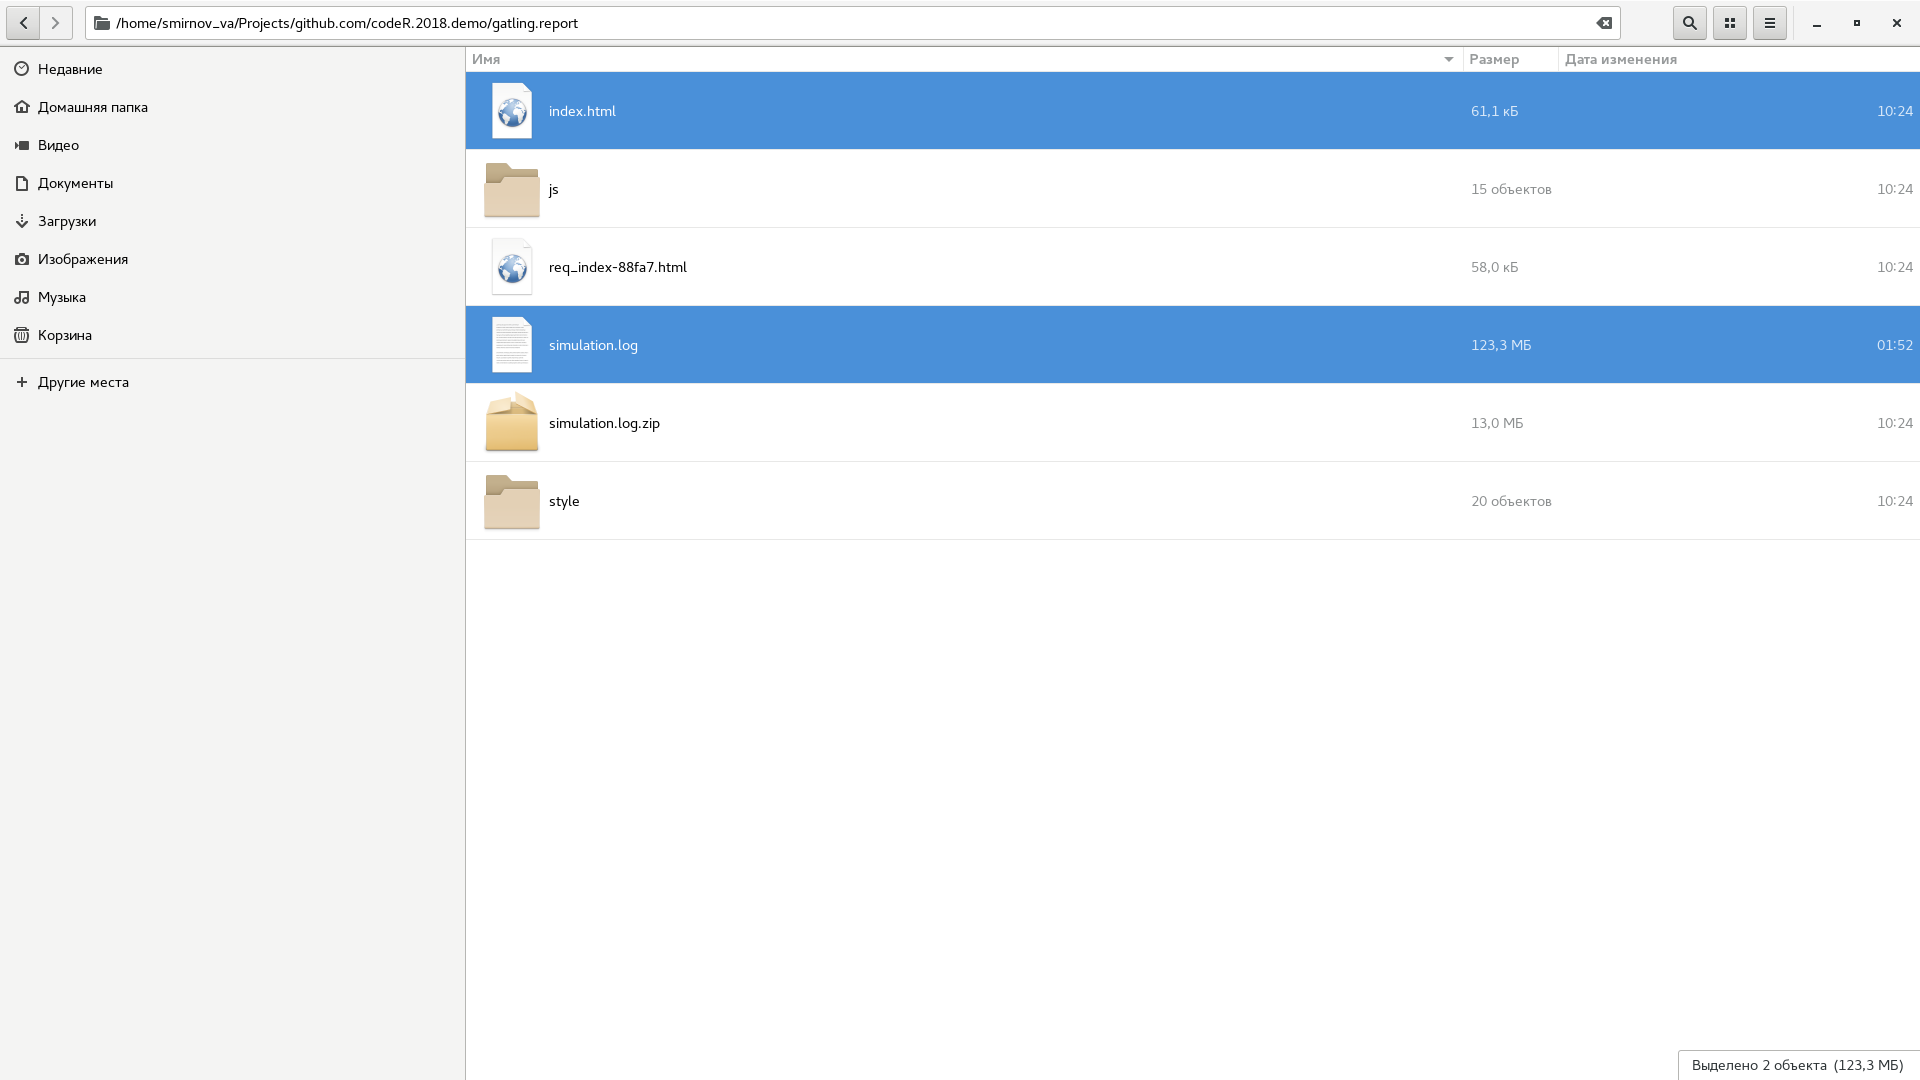 /home/smirnov_va/Projects/github.com/codeR.2018.demo/gatling.report
Недавние
Домашняя папка
Видео
Документы
Загрузки
Изображения
Музыка
Корзина
Другие места
Имя Размер Дата изменения
index.html 61,1 кБ 10:24
js 15 объектов 10:24
req_index-88fa7.html 58,0 кБ 10:24
simulation.log 123,3 МБ 01:52
simulation.log.zip 13,0 МБ 10:24
style 20 объектов 10:24
Выделено 2 объекта (123,3 МБ)